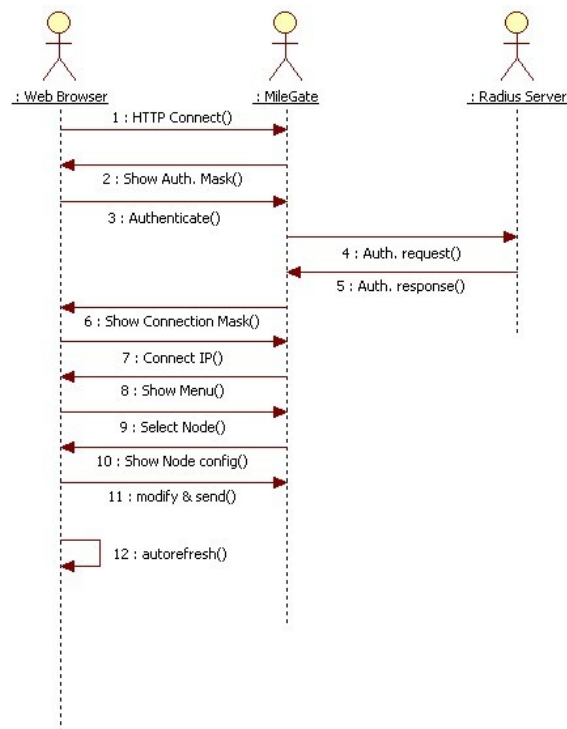 : Web Browser
: MileGate
: Radius Server
1 : HTTP Connect()
2 : Show Auth. Mask()
3 : Authenticate()
4 : Auth. request()
5 : Auth. response()
6 : Show Connection Mask()
7 : Connect IP()
8 : Show Menu()
9 : Select Node()
10 : Show Node config()
11 : modify & send()
12 : autorefresh()